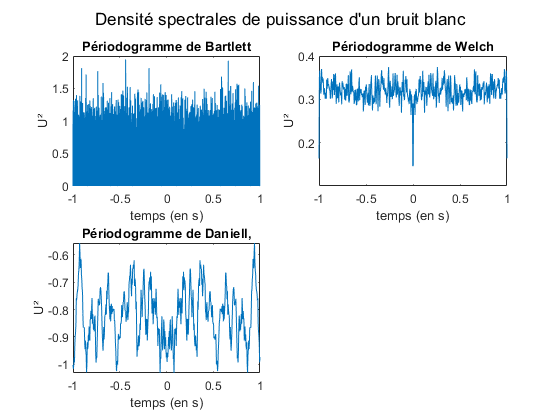 Densité spectrales de puissance d'un bruit blanc
Périodogramme de Bartlett
2
1.5
1
0.5
0
U²
-1 -0.5 0 0.5 1
temps (en s)
Périodogramme de Welch
0.4
0.3
0.2
U²
-1 -0.5 0 0.5 1
temps (en s)
Périodogramme de Daniell,
-0.6
-0.7
-0.8
-0.9
-1
U²
-1 -0.5 0 0.5 1
temps (en s)